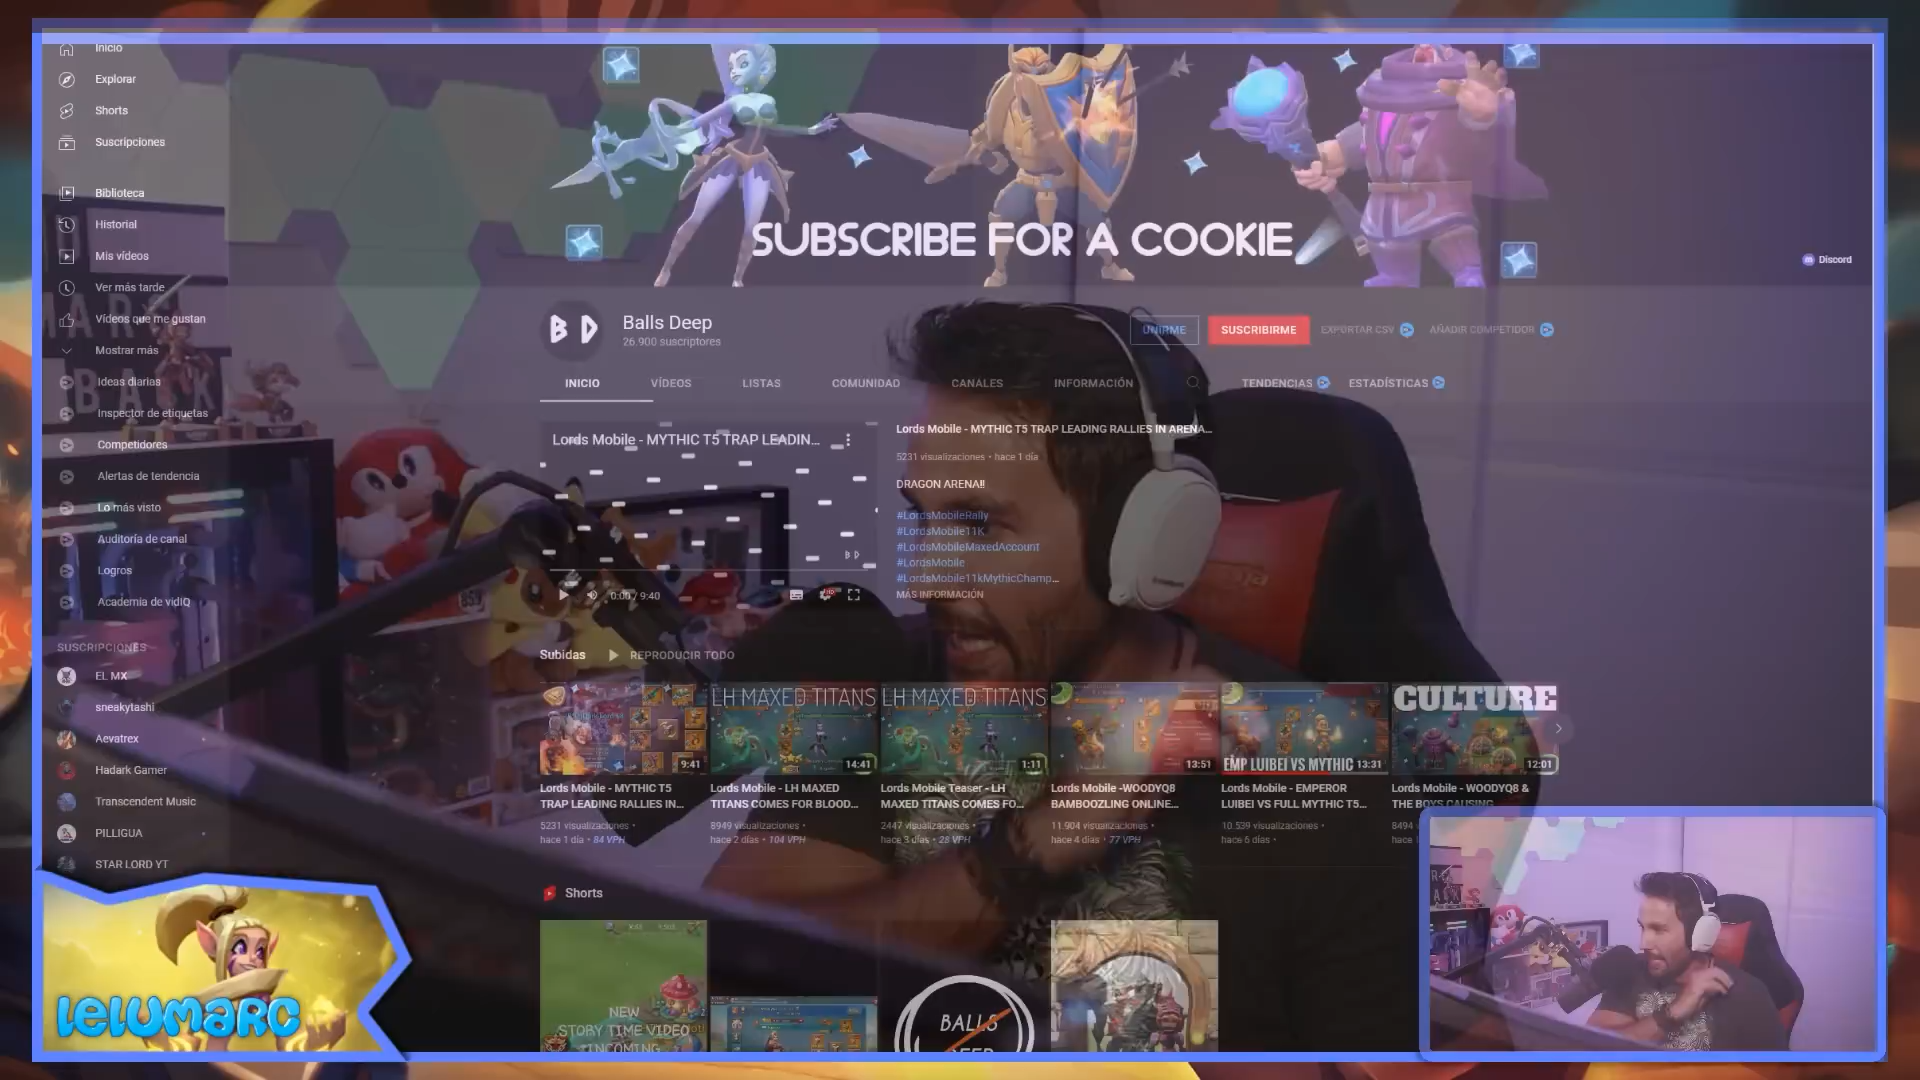 Inicio
Explorar
Shorts
Suscripciones
Biblioteca
Historial
Mis vídeos
Ver más tarde
Vídeos que me gustan
Mostrar más
Ideas diarias
Inspector de etiquetas
Competidores
Alertas de tendencia
Lo más visto
Auditoría de canal
Logros
Academia de vidIQ
SUSCRIPCIONES
EL MX
sneakytashi
Aevatrex
Hadark Gamer
Transcendent Music
PILLIGUA
STAR LORD YT
LELUMARC
SUBSCRIBE FOR A COOKIE
Discord
BD
Balls Deep
26.900 suscriptores
UNIRME
SUSCRIBIRME
EXPORTAR CSV
AÑADIR COMPETIDOR
INICIO
VÍDEOS
LISTAS
COMUNIDAD
CANALES
INFORMACIÓN
TENDENCIAS
ESTADÍSTICAS
Lords Mobile - MYTHIC T5 TRAP LEADIN...
BD
0:00 / 9:40
Lords Mobile - MYTHIC T5 TRAP LEADING RALLIES IN ARENA...
5231 visualizaciones • hace 1 día
DRAGON ARENA!!
#LordsMobileRally
#LordsMobile11K
#LordsMobileMaxedAccount
#LordsMobile
#LordsMobile11kMythicChamp...
MÁS INFORMACIÓN
Subidas
REPRODUCIR TODO
9:41
Lords Mobile - MYTHIC T5
TRAP LEADING RALLIES IN...
5231 visualizaciones •
hace 1 día • 84 VPH
LH MAXED TITANS
14:41
Lords Mobile - LH MAXED
TITANS COMES FOR BLOOD...
8949 visualizaciones •
hace 2 días • 104 VPH
LH MAXED TITANS
1:11
Lords Mobile Teaser - LH
MAXED TITANS COMES FO...
2447 visualizaciones •
hace 3 días • 28 VPH
13:51
Lords Mobile -WOODYQ8
BAMBOOZLING ONLINE...
11.904 visualizaciones •
hace 4 días • 77 VPH
EMP LUIBEI VS MYTHIC
13:31
Lords Mobile - EMPEROR
LUIBEI VS FULL MYTHIC T5...
10.539 visualizaciones •
hace 6 días •
CULTURE
12:01
Lords Mobile - WOODYQ8 &
THE BOYS CAUSING
8494
hace 1
Shorts
NEW
STORY TIME VIDEO
INCOMING
BALLS
DEEP